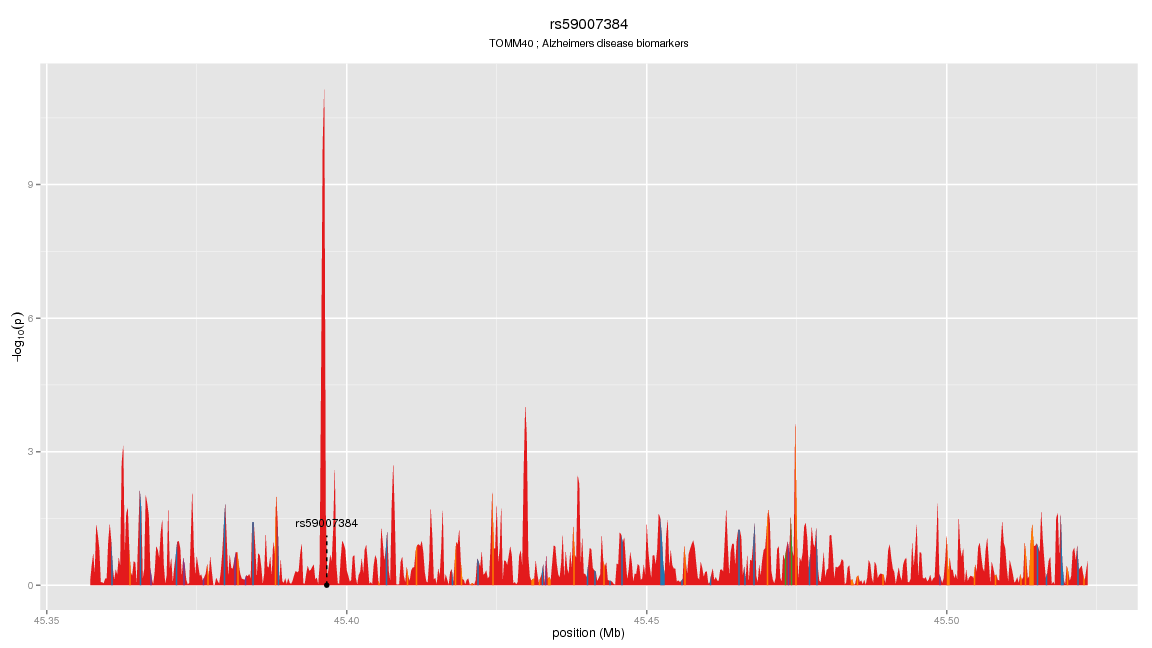 rs59007384
TOMM40 ; Alzheimers disease biomarkers
−log10(p)
9
6
3
0
rs59007384
45.35 45.40 45.45 45.50
position (Mb)